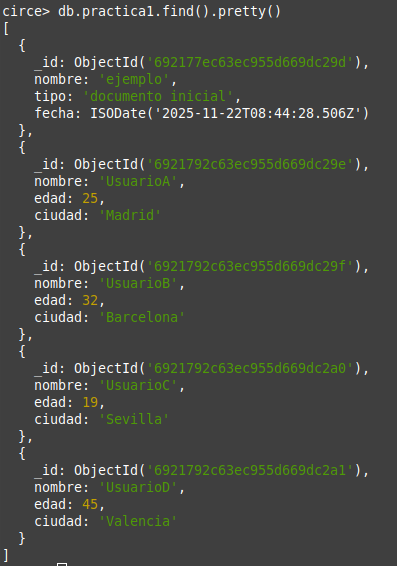 circe> db.practica1.find().pretty()
[
  {
    _id: ObjectId('692177ec63ec955d669dc29d'),
    nombre: 'ejemplo',
    tipo: 'documento inicial',
    fecha: ISODate('2025-11-22T08:44:28.506Z')
  },
  {
    _id: ObjectId('6921792c63ec955d669dc29e'),
    nombre: 'UsuarioA',
    edad: 25,
    ciudad: 'Madrid'
  },
  {
    _id: ObjectId('6921792c63ec955d669dc29f'),
    nombre: 'UsuarioB',
    edad: 32,
    ciudad: 'Barcelona'
  },
  {
    _id: ObjectId('6921792c63ec955d669dc2a0'),
    nombre: 'UsuarioC',
    edad: 19,
    ciudad: 'Sevilla'
  },
  {
    _id: ObjectId('6921792c63ec955d669dc2a1'),
    nombre: 'UsuarioD',
    edad: 45,
    ciudad: 'Valencia'
  }
]